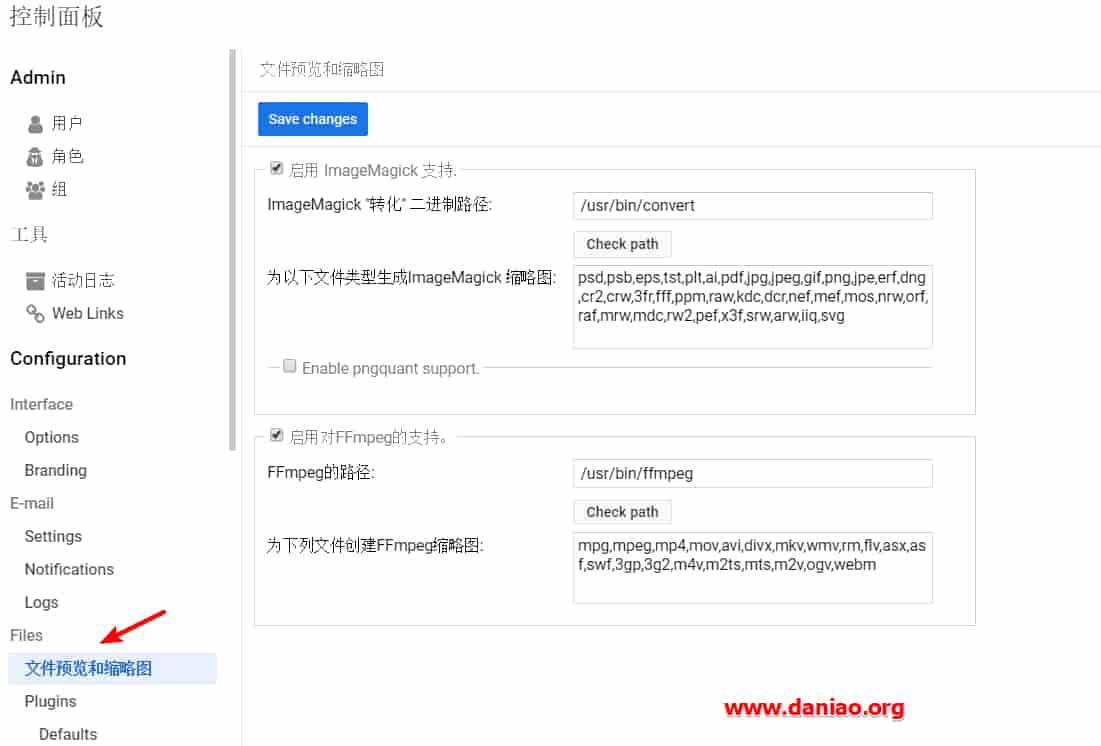 控制面板
Admin
用户
角色
组
工具
活动日志
Web Links
Configuration
Interface
Options
Branding
E-mail
Settings
Notifications
Logs
Files
文件预览和缩略图
Plugins
Defaults
文件预览和缩略图
Save changes
启用 ImageMagick 支持.
ImageMagick "转化" 二进制路径:
/usr/bin/convert
Check path
为以下文件类型生成ImageMagick 缩略图:
psd,psb,eps,tst,plt,ai,pdf,jpg,jpeg,gif,png,jpe,erf,dng
,cr2,crw,3fr,fff,ppm,raw,kdc,dcr,nef,mef,mos,nrw,orf,
raf,mrw,mdc,rw2,pef,x3f,srw,arw,iiq,svg
Enable pngquant support.
启用对FFmpeg的支持。
FFmpeg的路径:
/usr/bin/ffmpeg
Check path
为下列文件创建FFmpeg缩略图:
mpg,mpeg,mp4,mov,avi,divx,mkv,wmv,rm,flv,asx,as
f,swf,3gp,3g2,m4v,m2ts,mts,m2v,ogv,webm
www.daniao.org